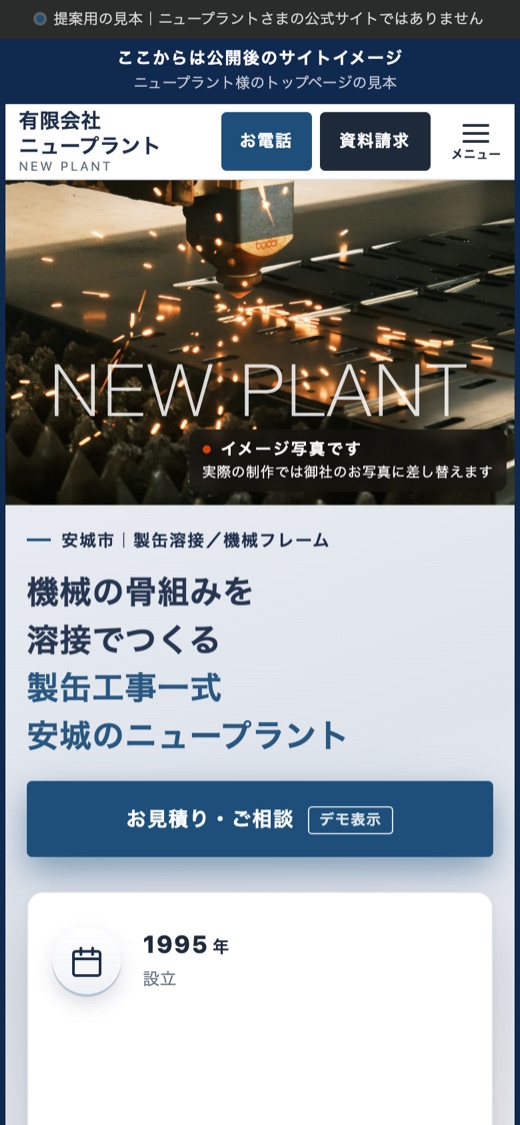 提案用の見本｜ニュープラントさまの公式サイトではありません
ここからは公開後のサイトイメージ
ニュープラント様のトップページの見本
有限会社
ニュープラント
NEW PLANT
お電話
資料請求
メニュー
bodor
NEW PLANT
イメージ写真です
実際の制作では御社のお写真に差し替えます
安城市｜製缶溶接／機械フレーム
機械の骨組みを
溶接でつくる
製缶工事一式
安城のニュープラント
お見積り・ご相談 デモ表示
1995 年
設立